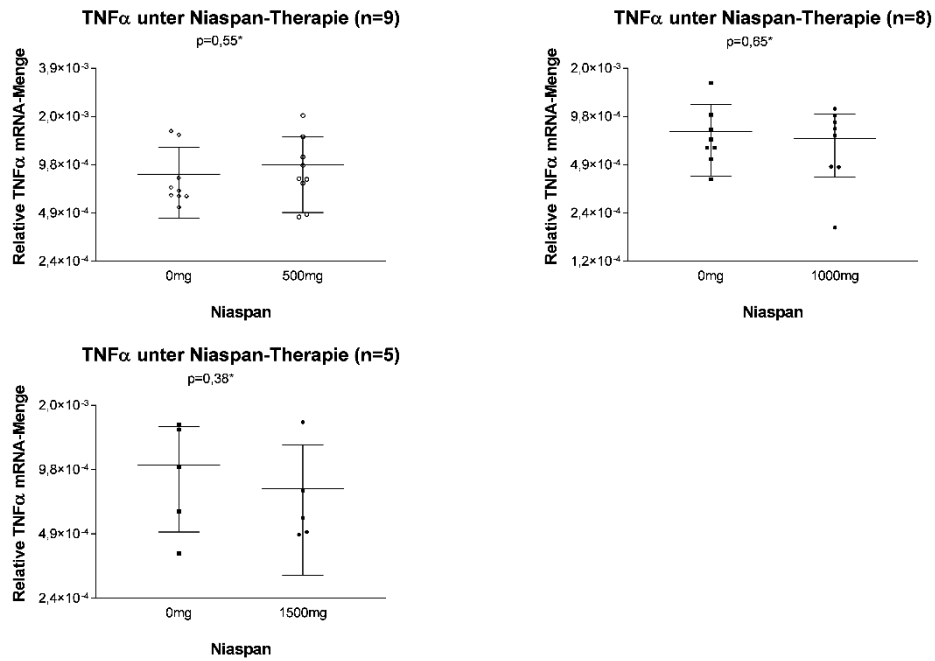 TNFα unter Niaspan-Therapie (n=9)
p=0,55*
Relative TNFα mRNA-Menge
3,9×10⁻³
2,0×10⁻³
9,8×10⁻⁴
4,9×10⁻⁴
2,4×10⁻⁴
0mg 500mg
Niaspan
TNFα unter Niaspan-Therapie (n=8)
p=0,65*
Relative TNFα mRNA-Menge
2,0×10⁻³
9,8×10⁻⁴
4,9×10⁻⁴
2,4×10⁻⁴
1,2×10⁻⁴
0mg 1000mg
Niaspan
TNFα unter Niaspan-Therapie (n=5)
p=0,38*
Relative TNFα mRNA-Menge
2,0×10⁻³
9,8×10⁻⁴
4,9×10⁻⁴
2,4×10⁻⁴
0mg 1500mg
Niaspan